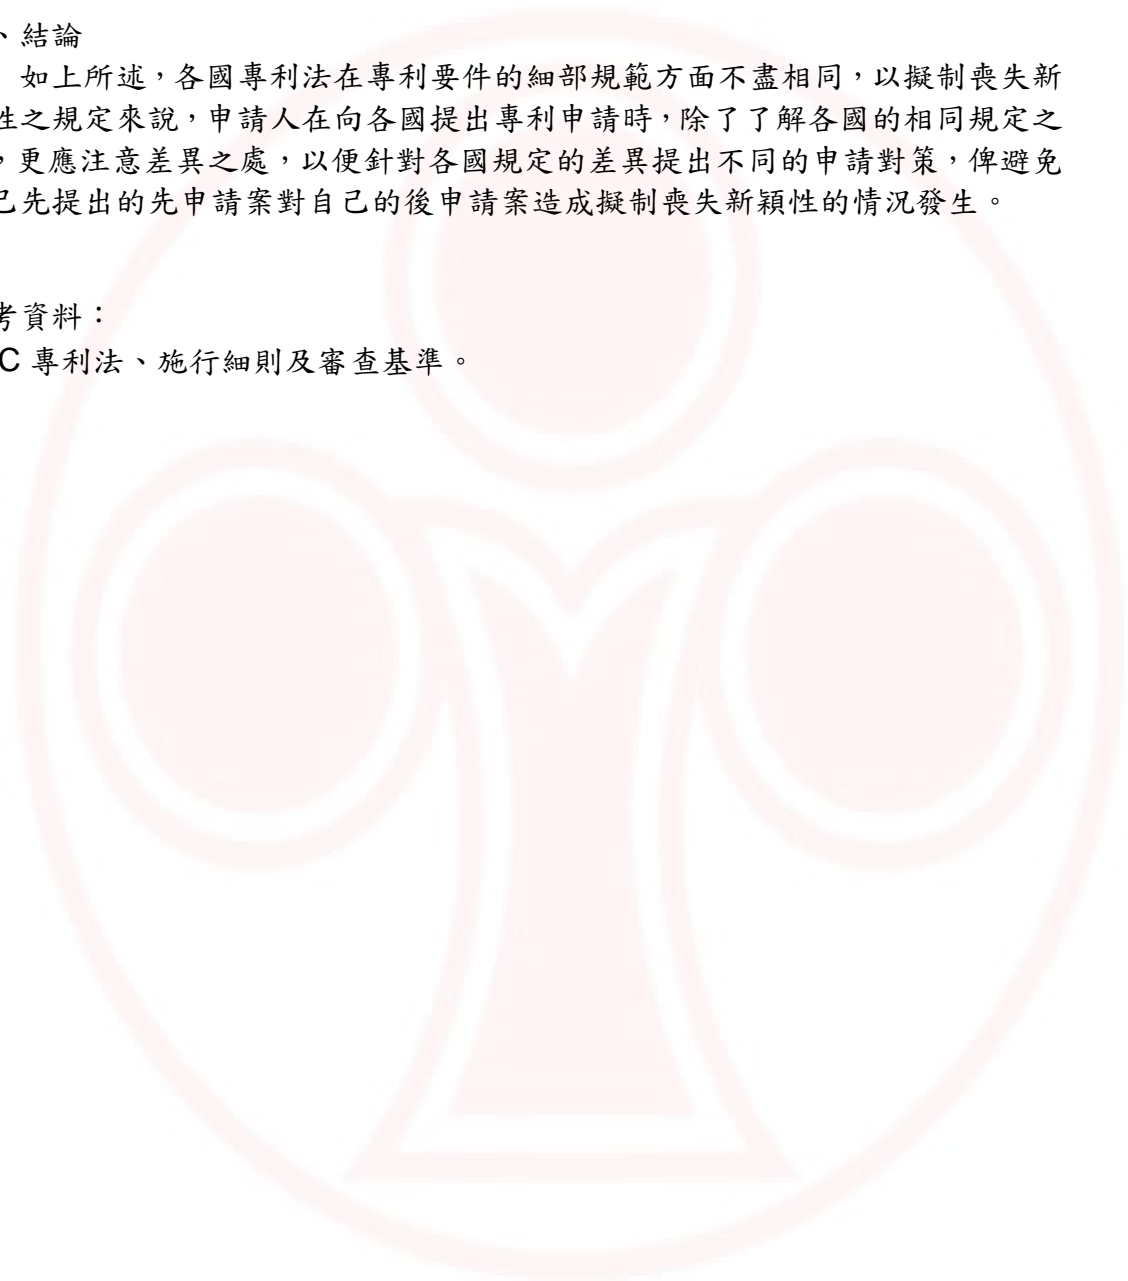 、結論
如上所述，各國專利法在專利要件的細部規範方面不盡相同，以擬制喪失新
性之規定來說，申請人在向各國提出專利申請時，除了了解各國的相同規定之
，更應注意差異之處，以便針對各國規定的差異提出不同的申請對策，俾避免
己先提出的先申請案對自己的後申請案造成擬制喪失新穎性的情況發生。
考資料：
C 專利法、施行細則及審查基準。